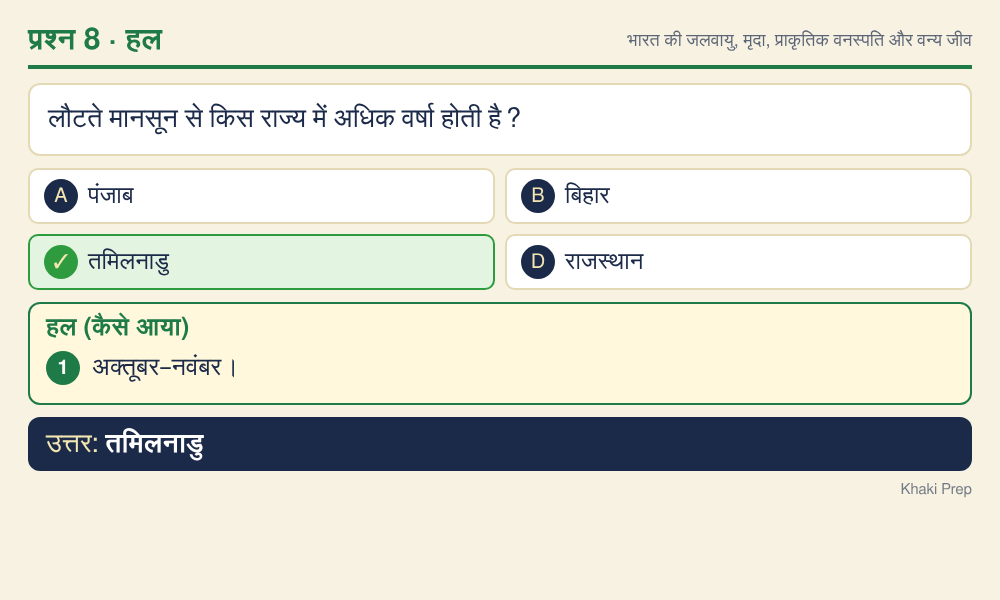 प्रश्न 8 · हल
भारत की जलवायु, मृदा, प्राकृतिक वनस्पति और वन्य जीव
लौटते मानसून से किस राज्य में अधिक वर्षा होती है ?
A पंजाब
B बिहार
✓ तमिलनाडु
D राजस्थान
हल (कैसे आया)
1 अक्तूबर–नवंबर।
उत्तर: तमिलनाडु
Khaki Prep